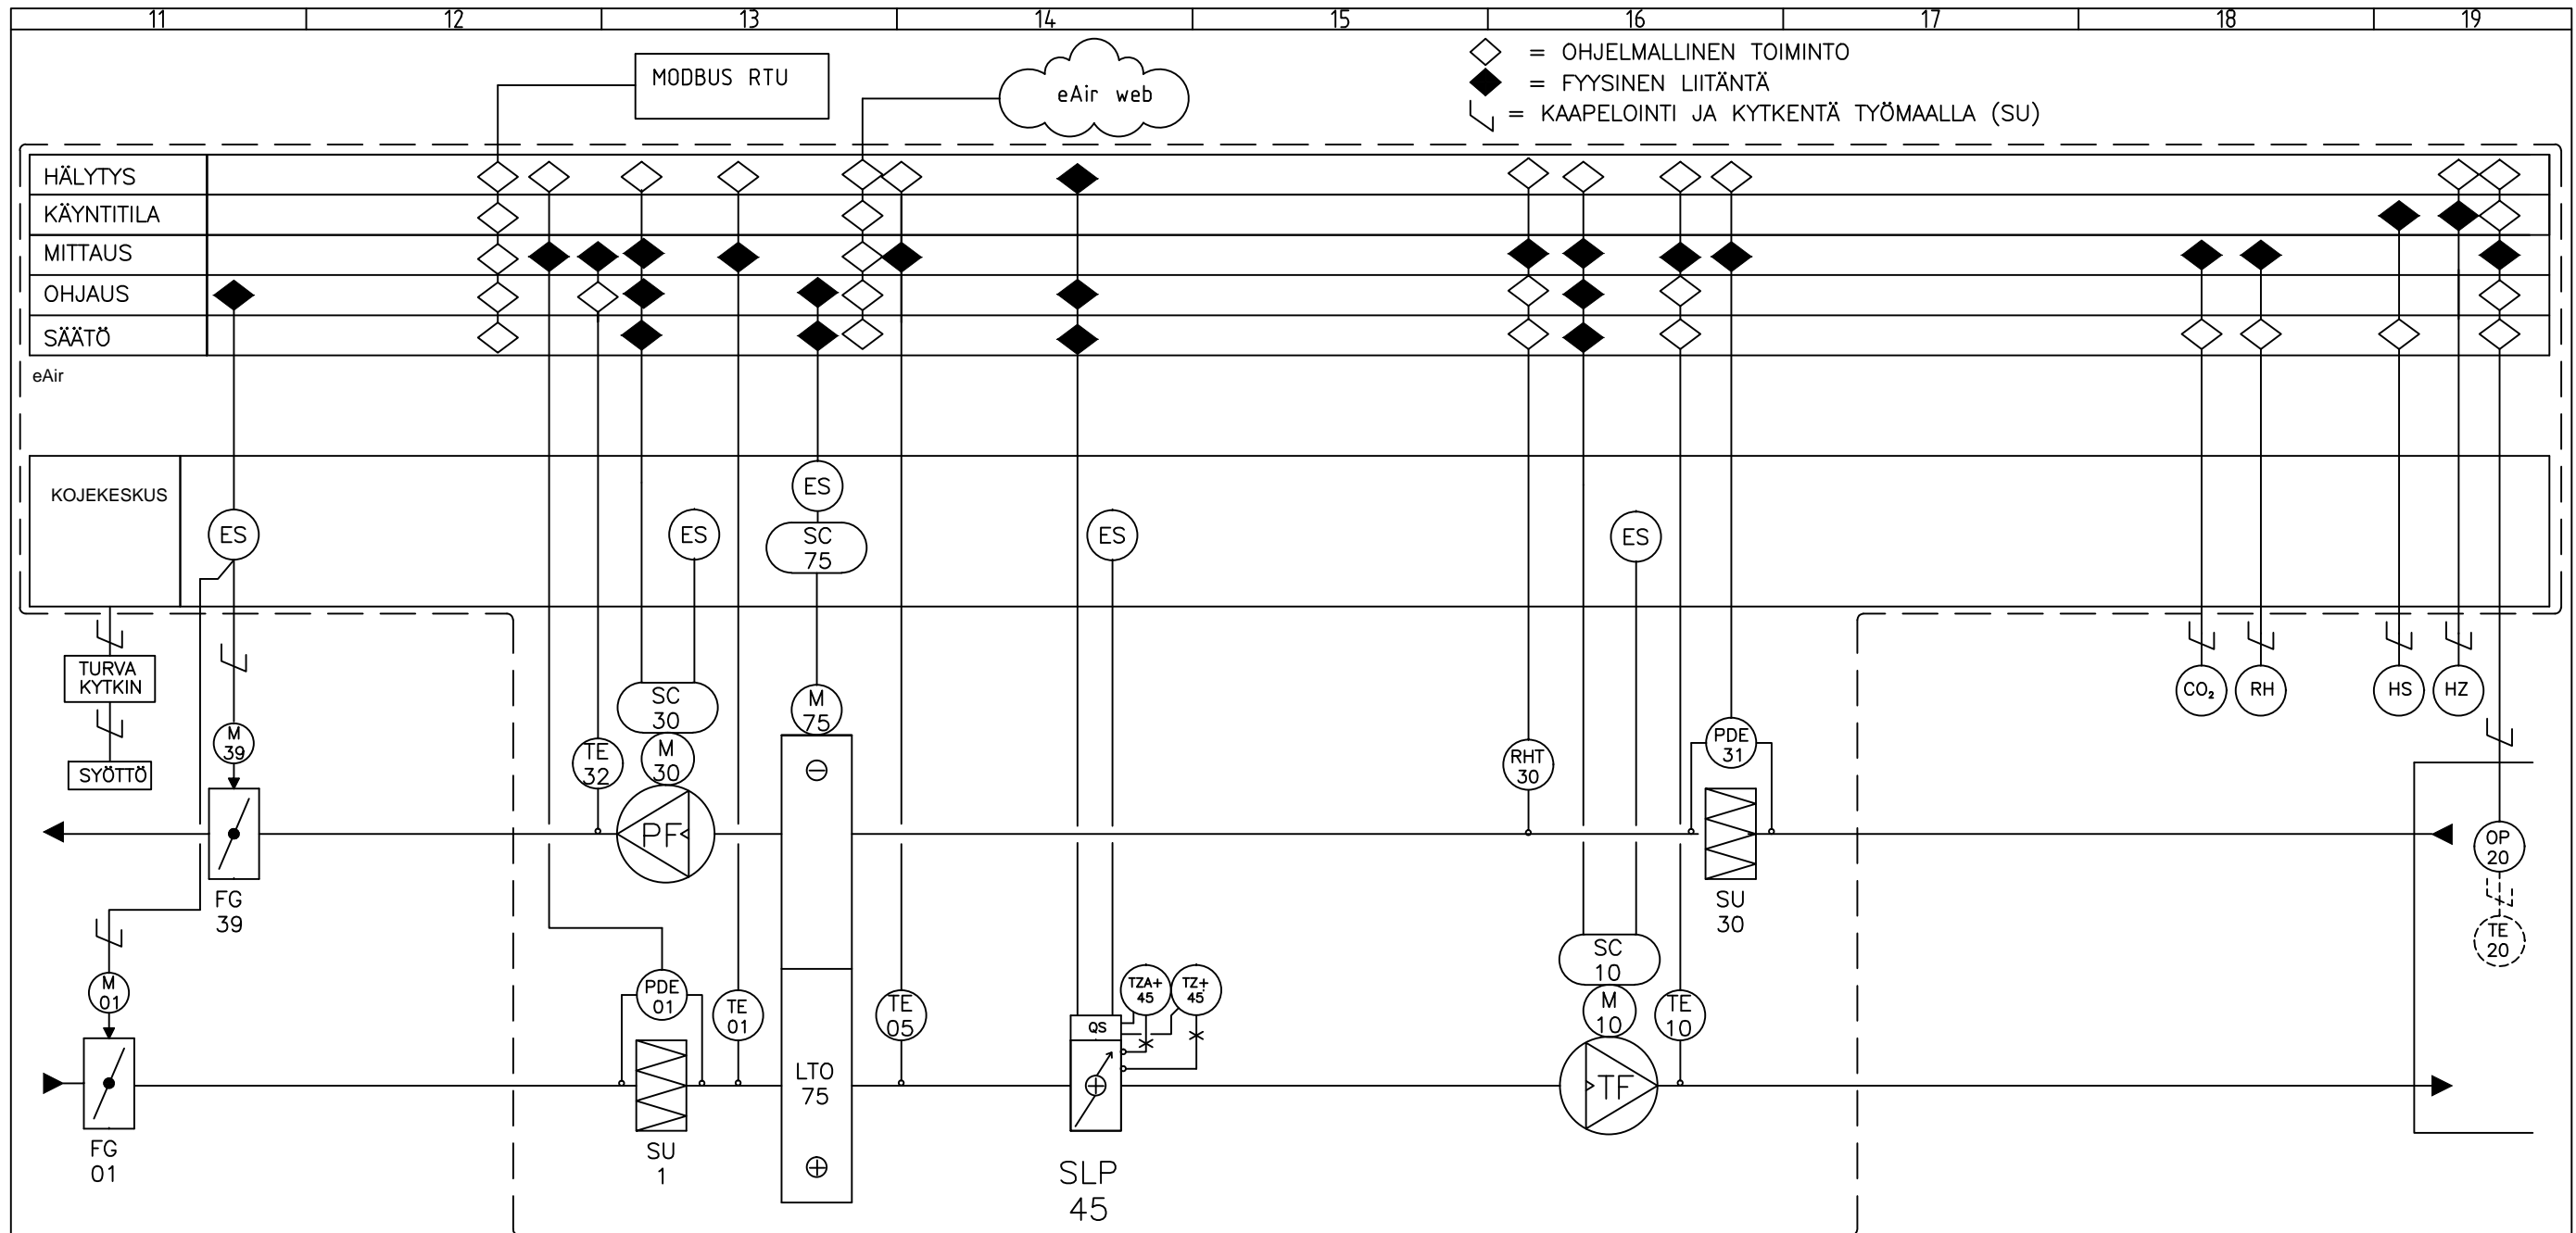 11 12 13 14 15 16 17 18 19
MODBUS RTU
eAir web
= OHJELMALLINEN TOIMINTO
= FYYSINEN LIITÄNTÄ
= KAAPELOINTI JA KYTKENTÄ TYÖMAALLA (SU)
HÄLYTYS
KÄYNTITILA
MITTAUS
OHJAUS
SÄÄTÖ
eAir
KOJEKESKUS
ES
ES
ES
SC
75
ES
ES
TURVA
KYTKIN
SYÖTTÖ
M
39
FG
39
M
01
FG
01
TE
32
SC
30
M
30
PF
M
75
PDE
01
SU
1
TE
01
LTO
75
TE
05
QS
TZA+
45
TZ+
45
SLP
45
RHT
30
PDE
31
SU
30
SC
10
M
10
TF
TE
10
CO₂
RH
HS
HZ
OP
20
TE
20